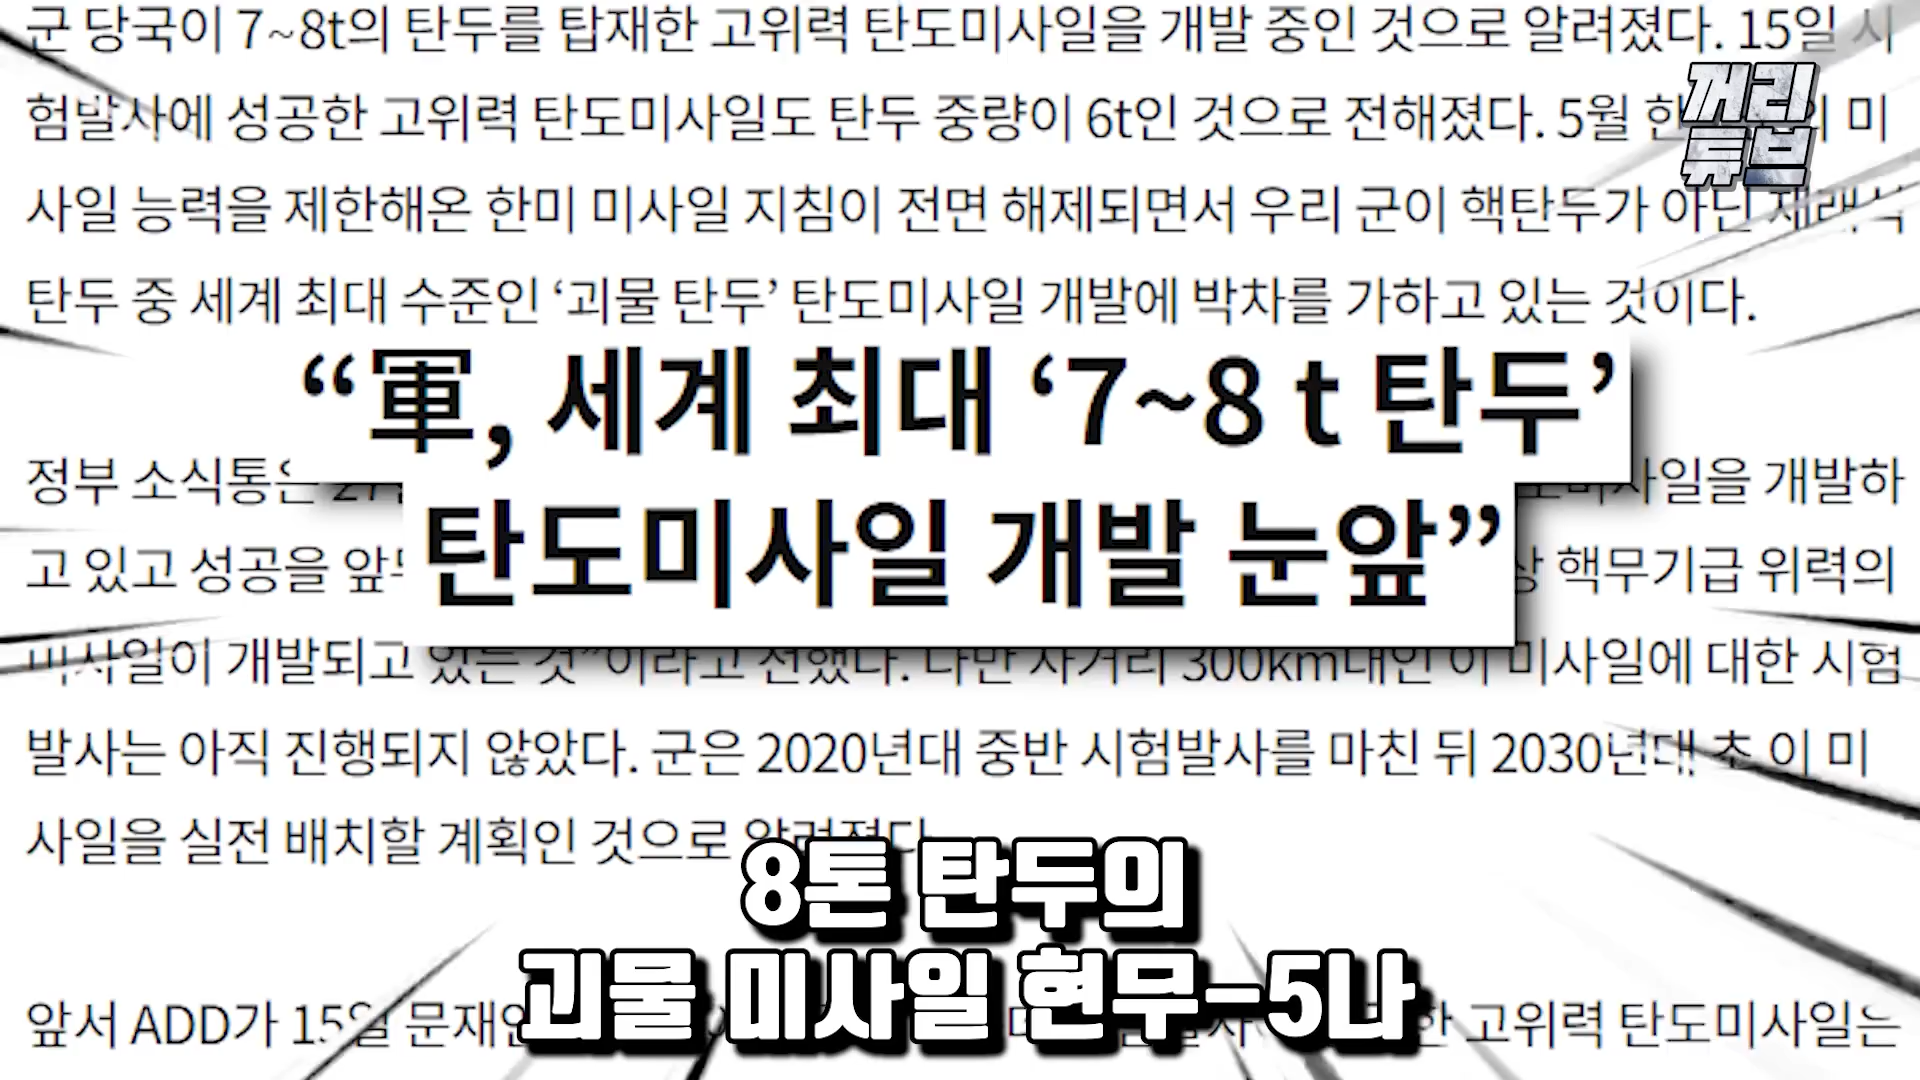 군 당국이 7~8t의 탄두를 탑재한 고위력 탄도미사일을 개발 중인 것으로 알려졌다. 15일 시
꺼리
튜브
험발사에 성공한 고위력 탄도미사일도 탄두 중량이 6t인 것으로 전해졌다. 5월 미
사일 능력을 제한해온 한미 미사일 지침이 전면 해제되면서 우리 군이 핵탄두가 아닌 재래식
탄두 중 세계 최대 수준인 ‘괴물 탄두’ 탄도미사일 개발에 박차를 가하고 있는 것이다.
“軍, 세계 최대 ‘7~8 t 탄두’
탄도미사일 개발 눈앞”
정부 소식통은 을 개발하
고 있고 성공을 핵무기급 위력의
미사일이 개발되고 있는 것”이라고 전했다. 다만 사거리 300km대인 이 미사일에 대한 시험
발사는 아직 진행되지 않았다. 군은 2020년대 중반 시험발사를 마친 뒤 2030년대 초 이 미
사일을 실전 배치할 계획인 것으로 알려졌다
8톤 탄두의
괴물 미사일 현무-5나
앞서 ADD가 15일 고위력 탄도미사일은